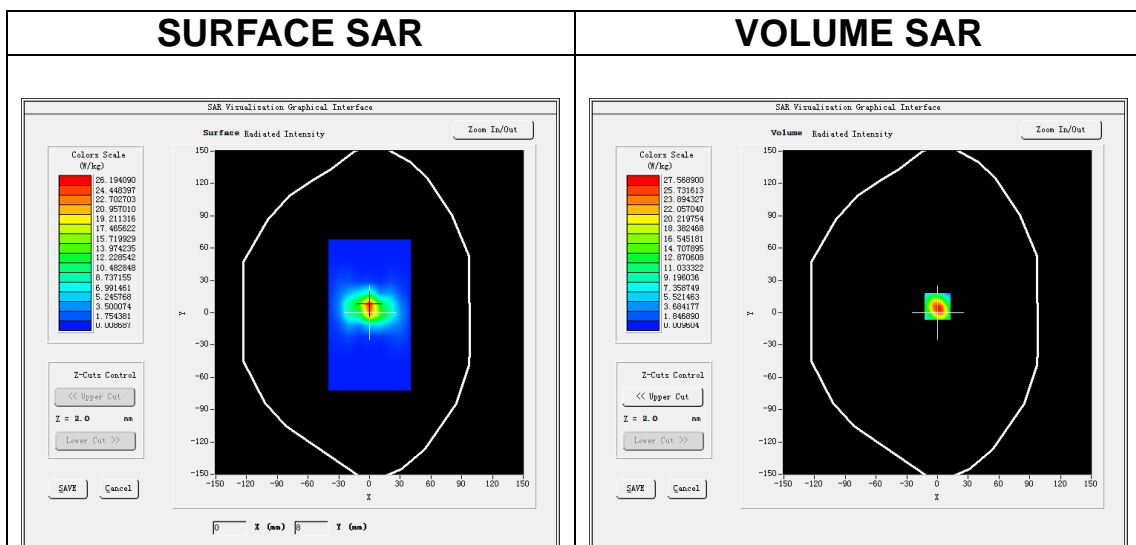 SURFACE SAR
VOLUME SAR
SAR Visualisation Graphical Interface
Surface Radiated Intensity
Zoom In/Out
Colors Scale
(W/kg)
26.194090
24.448397
22.702703
20.957010
19.211316
17.465622
15.719929
13.974235
12.228542
10.482848
8.737155
6.991461
5.245768
3.500074
1.754381
0.008687
Z-Cuts Control
<< Upper Cut
Z = 2.0 mm
Lower Cut >>
SAVE
Cancel
150
120
90
60
30
0
-30
-60
-90
-120
-150
Y
-150 -120 -90 -60 -30 0 30 60 90 120 150
X
0 X (mm) 8 Y (mm)
SAR Visualisation Graphical Interface
Volume Radiated Intensity
Zoom In/Out
Colors Scale
(W/kg)
27.568900
25.731613
23.894327
22.057040
20.219754
18.382468
16.545181
14.707895
12.870608
11.033322
9.196036
7.358749
5.521463
3.684177
1.846890
0.009604
Z-Cuts Control
<< Upper Cut
Z = 2.0 mm
Lower Cut >>
SAVE
Cancel
150
120
90
60
30
0
-30
-60
-90
-120
-150
Y
-150 -120 -90 -60 -30 0 30 60 90 120 150
X